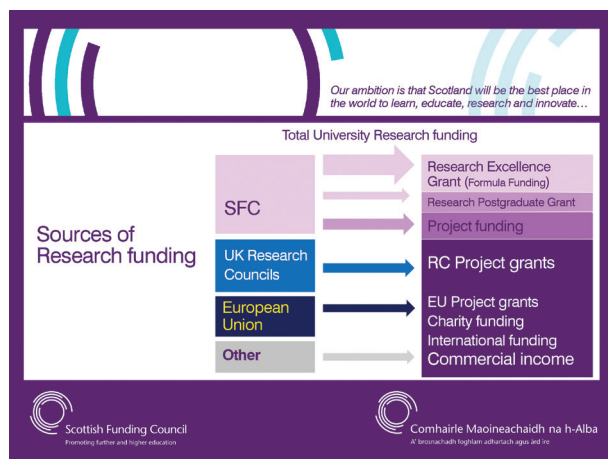 Our ambition is that Scotland will be the best place in
the world to learn, educate, research and innovate…
Total University Research funding
Sources of
Research funding
SFC
UK Research
Councils
European
Union
Other
Research Excellence
Grant (Formula Funding)
Research Postgraduate Grant
Project funding
RC Project grants
EU Project grants
Charity funding
International funding
Commercial income
Scottish Funding Council
Promoting further and higher education
Comhairle Maoineachaidh na h-Alba
A' brosnachadh foghlam adhartach agus àrd ìre